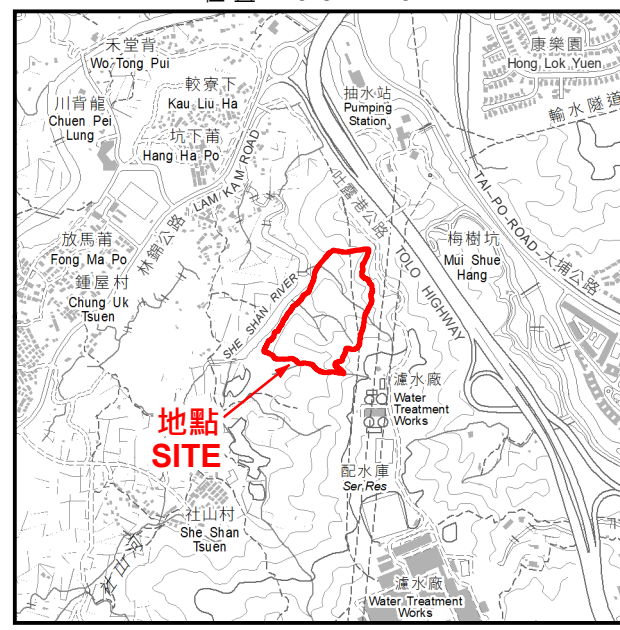 禾堂背
Wo Tong Pui
康樂園
Hong Lok Yuen
較寮下
Kau Liu Ha
抽水站
Pumping
Station
川背龍
Chuen Pei
Lung
輸水隧道
坑下莆
Hang Ha Po
LAM KAM ROAD
林錦公路
吐露港公路
TOLO HIGHWAY
TAI PO ROAD
大埔公路
放馬莆
Fong Ma Po
梅樹坑
Mui Shue
Hang
鍾屋村
Chung Uk
Tsuen
SHE SHAN RIVER
濾水廠
Water
Treatment
Works
地點
SITE
配水庫
Ser Res
社山村
She Shan
Tsuen
濾水廠
Water Treatment
Works